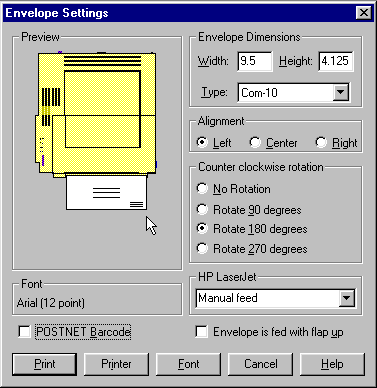 Envelope Settings
Preview
Envelope Dimensions
Width: 9.5 Height: 4.125
Type: Com-10
Alignment
Left Center Right
Counter clockwise rotation
No Rotation
Rotate 90 degrees
Rotate 180 degrees
Rotate 270 degrees
Font
Arial (12 point)
HP LaserJet
Manual feed
POSTNET Barcode
Envelope is fed with flap up
Print Printer Font Cancel Help